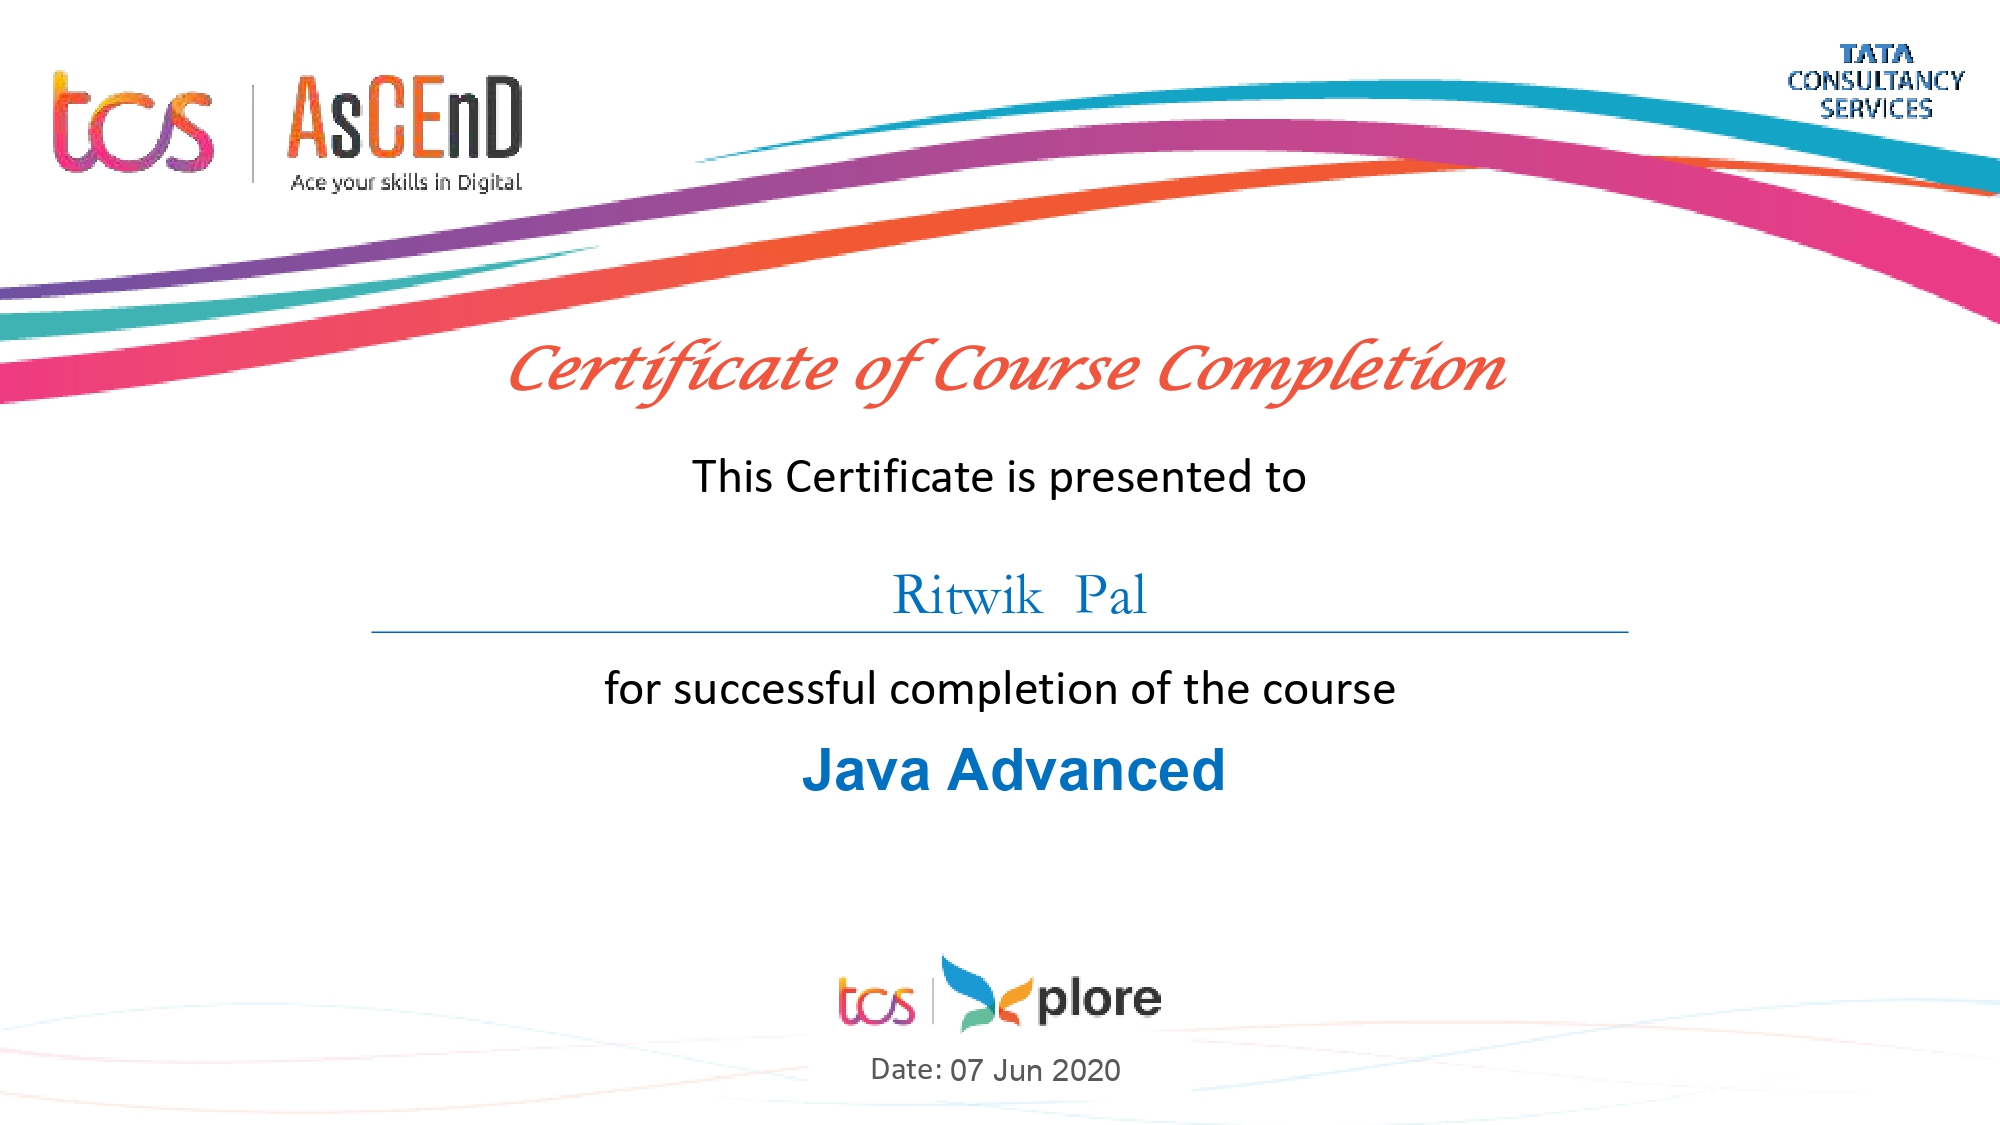 tcs
AsCEnD
Ace your skills in Digital
TATA
CONSULTANCY
SERVICES
Certificate of Course Completion
This Certificate is presented to
Ritwik Pal
for successful completion of the course
Java Advanced
tcs
Xplore
Date: 07 Jun 2020